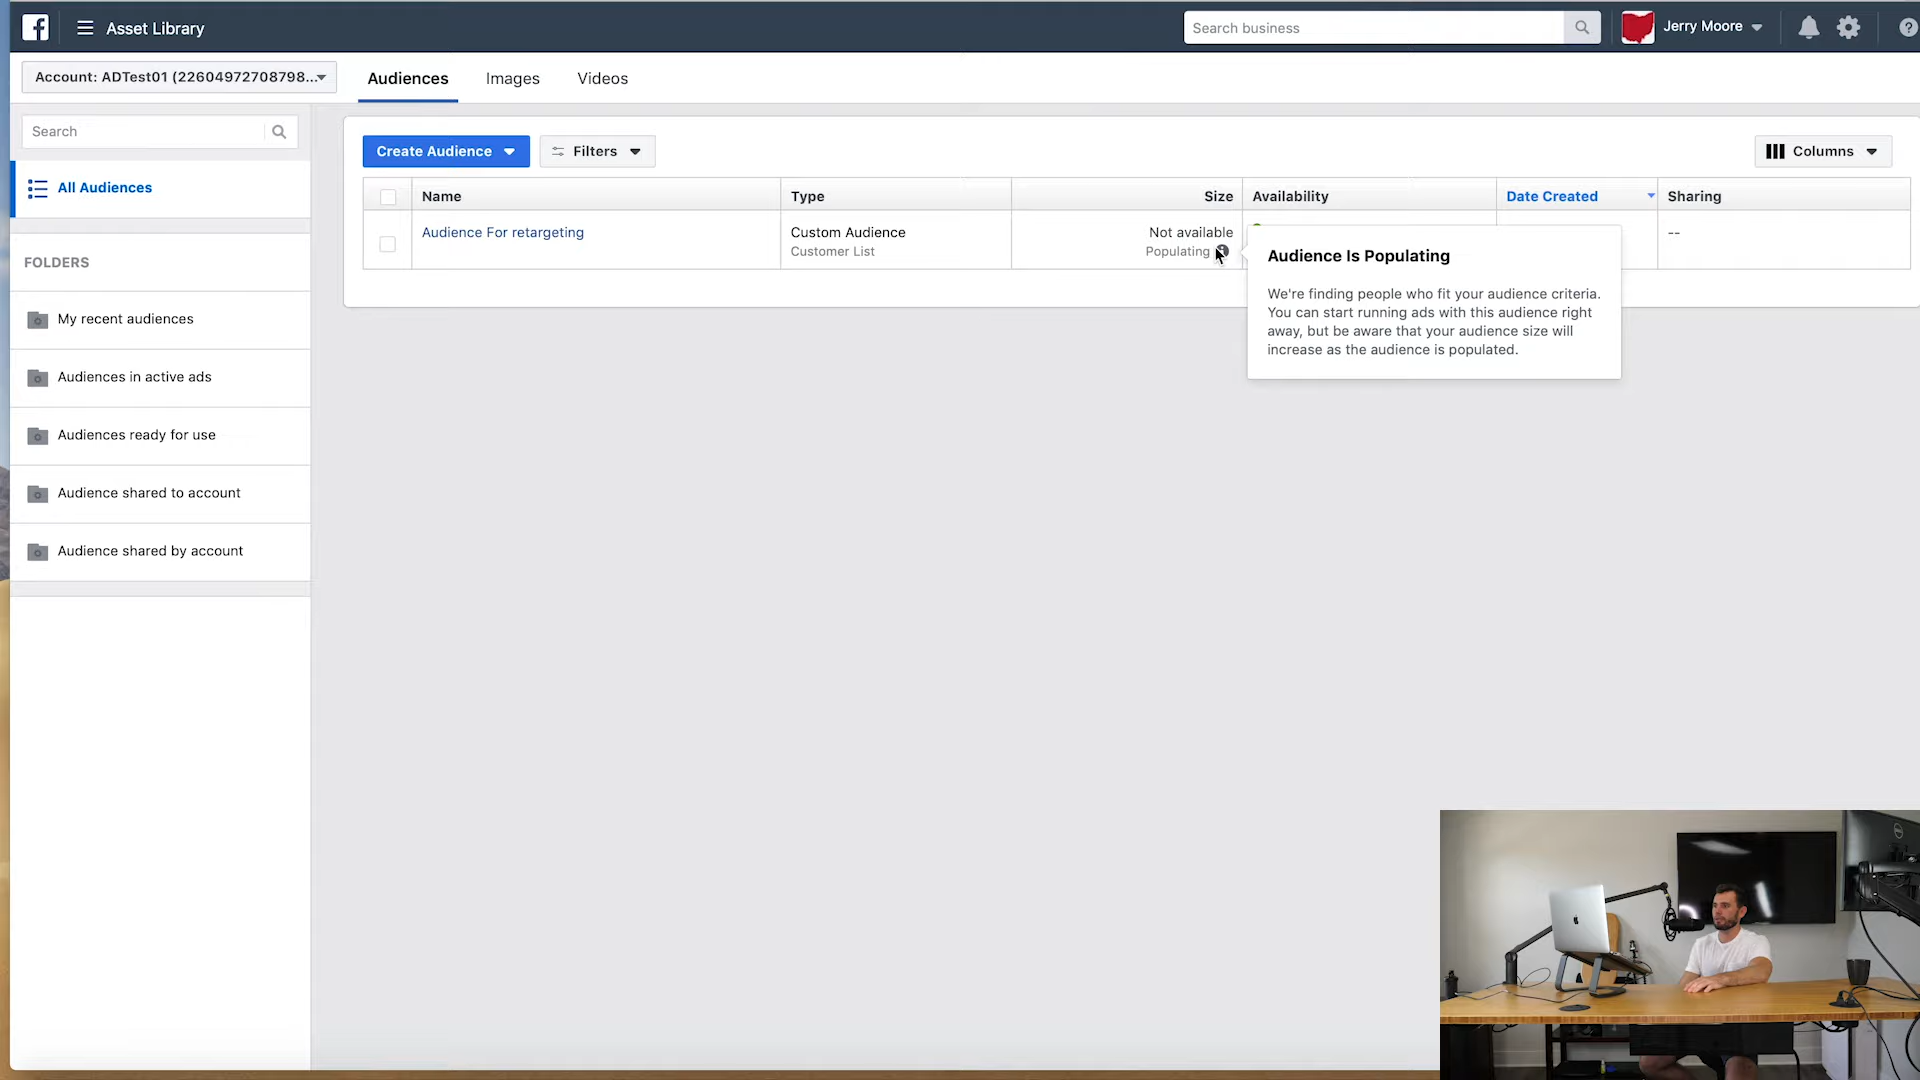 Asset Library
Search business
Jerry Moore
Account: ADTest01 (22604972708798...
Audiences
Images
Videos
Search
Create Audience
Filters
Columns
All Audiences
Name
Type
Size
Availability
Date Created
Sharing
Audience For retargeting
Custom Audience
Customer List
Not available
Populating
--
Audience Is Populating
We're finding people who fit your audience criteria.
You can start running ads with this audience right
away, but be aware that your audience size will
increase as the audience is populated.
FOLDERS
My recent audiences
Audiences in active ads
Audiences ready for use
Audience shared to account
Audience shared by account